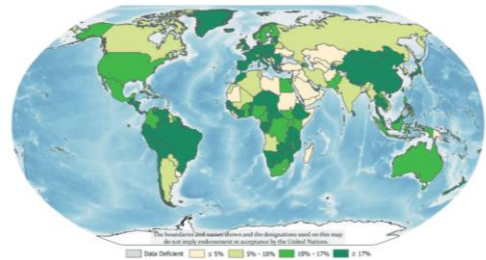 The boundaries and names shown and the designations used on this map
do not imply endorsement or acceptance by the United Nations.
Data Deficient ≤ 5% 5% - 10% 10% - 17% ≥ 17%